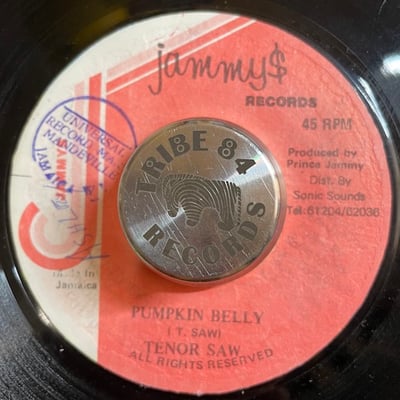 jammy$
RECORDS
45 RPM
Produced by
Prince Jammy
Dist. By
Sonic Sounds
Tel: 61204/62036
UNIVERSAL
RECORD
MANDEVILLE
TRIBE 84
RECORDS
Made In
Jamaica
PUMPKIN BELLY
(T. SAW)
TENOR SAW
ALL RIGHTS RESERVED